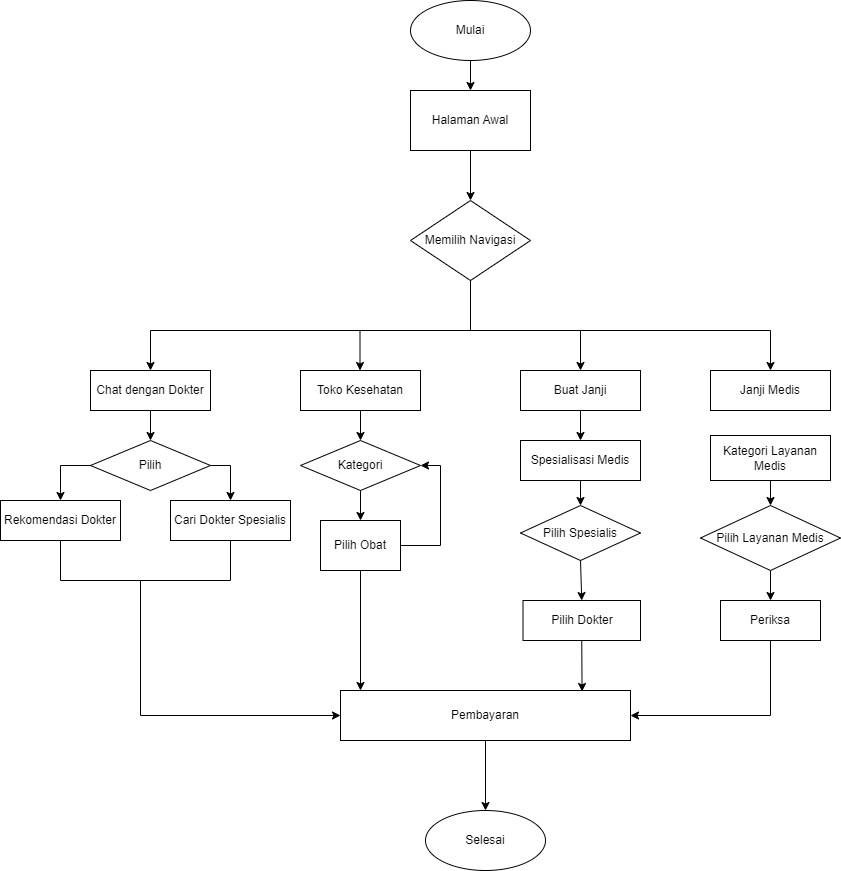 Mulai
Halaman Awal
Memilih Navigasi
Chat dengan Dokter
Toko Kesehatan
Buat Janji
Janji Medis
Pilih
Kategori
Spesialisasi Medis
Kategori Layanan
Medis
Rekomendasi Dokter
Cari Dokter Spesialis
Pilih Obat
Pilih Spesialis
Pilih Layanan Medis
Pilih Dokter
Periksa
Pembayaran
Selesai